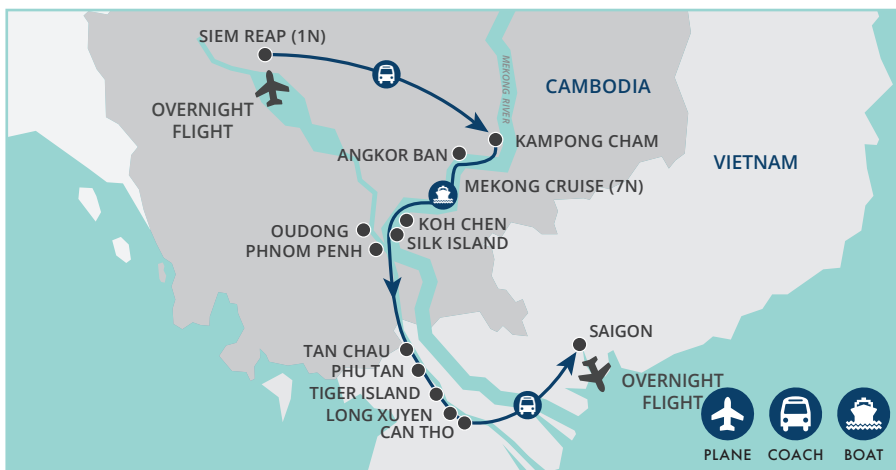 SIEM REAP (1N)
MEKONG RIVER
CAMBODIA
OVERNIGHT
FLIGHT
KAMPONG CHAM
ANGKOR BAN
VIETNAM
MEKONG CRUISE (7N)
KOH CHEN
OUDONG
SILK ISLAND
PHNOM PENH
SAIGON
TAN CHAU
PHU TAN
OVERNIGHT
FLIGHT
TIGER ISLAND
LONG XUYEN
CAN THO
PLANE
COACH
BOAT